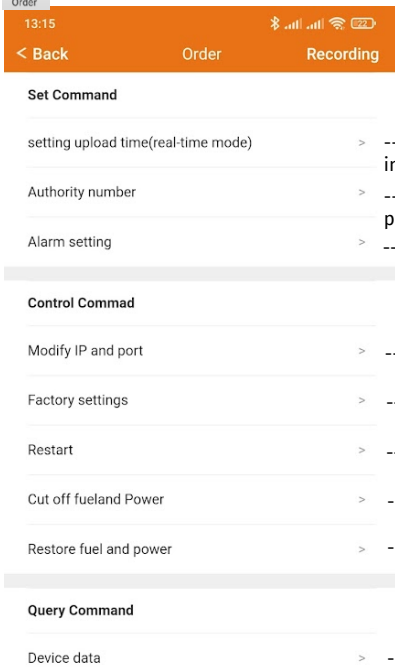 Order
13:15
22
< Back Order Recording
Set Command
setting upload time(real-time mode) > --
Authority number > --
Alarm setting > --
Control Commad
Modify IP and port > --
Factory settings > --
Restart > --
Cut off fueland Power > -
Restore fuel and power > -
Query Command
Device data > -